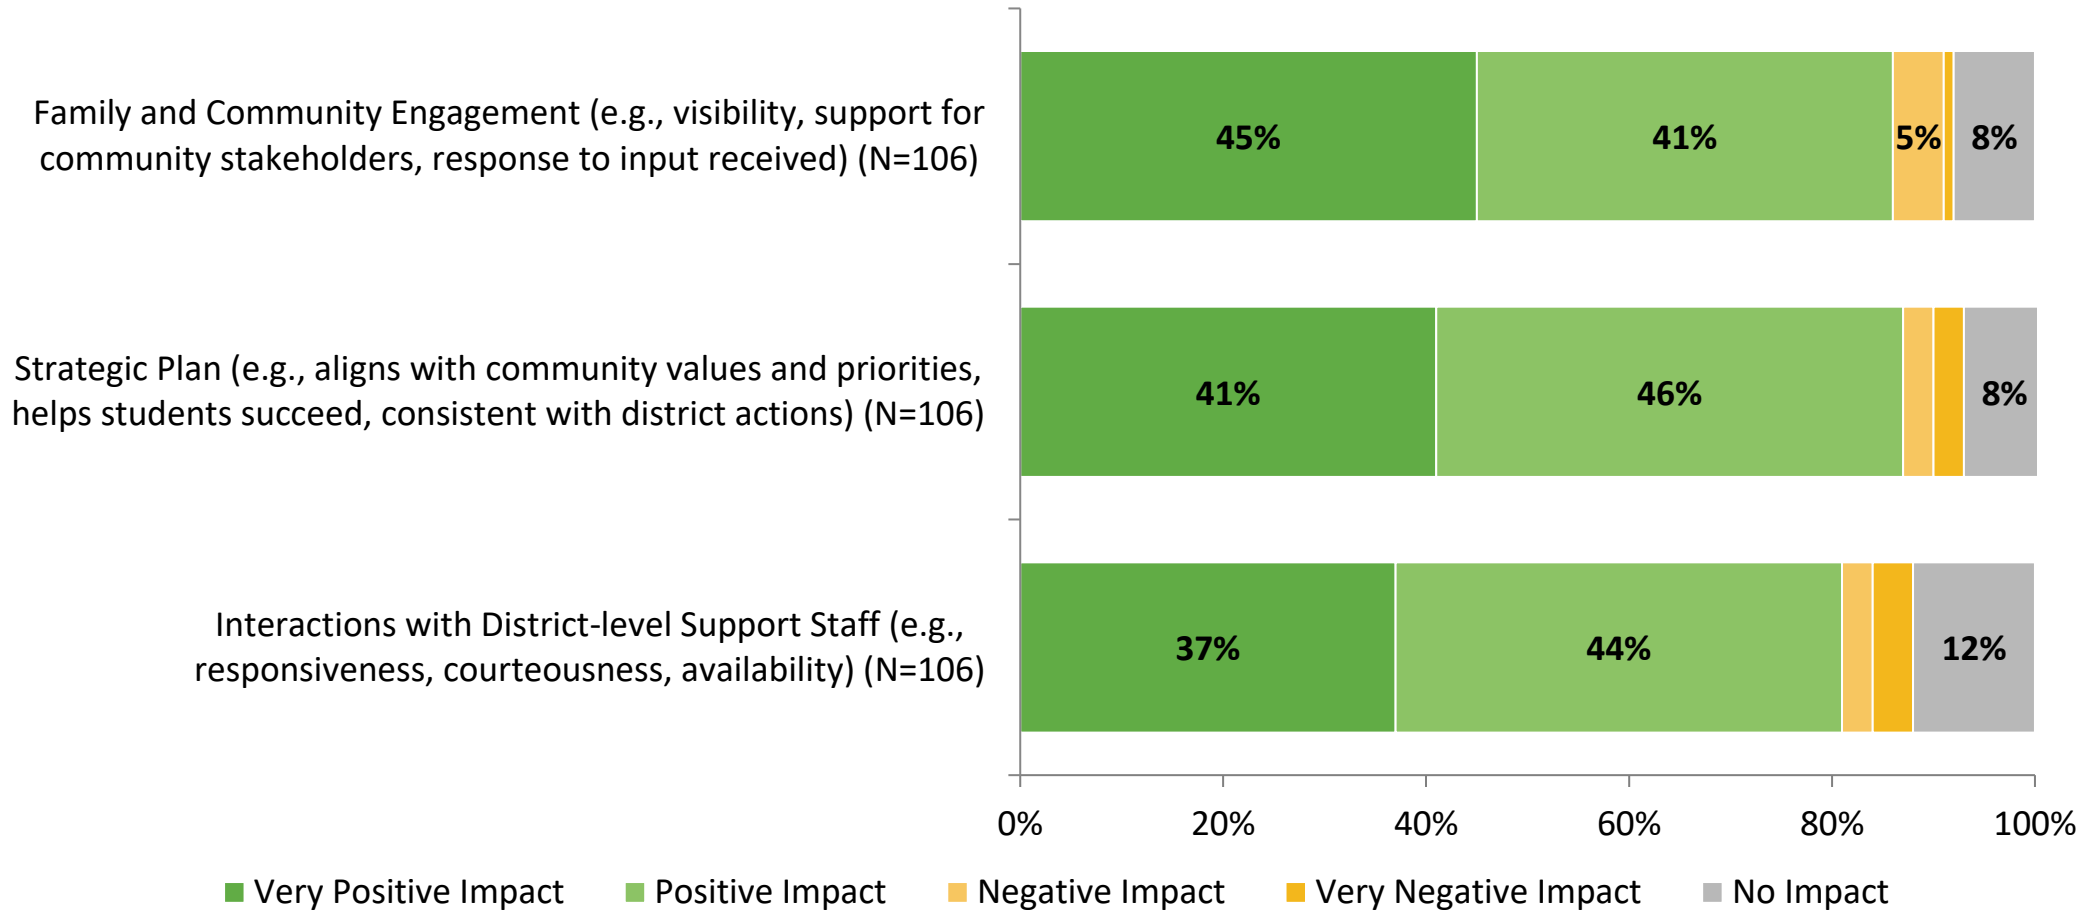 Family and Community Engagement (e.g., visibility, support for
community stakeholders, response to input received) (N=106)
45%
41%
5%
8%
Strategic Plan (e.g., aligns with community values and priorities,
helps students succeed, consistent with district actions) (N=106)
41%
46%
8%
Interactions with District-level Support Staff (e.g.,
responsiveness, courteousness, availability) (N=106)
37%
44%
12%
0%
20%
40%
60%
80%
100%
Very Positive Impact
Positive Impact
Negative Impact
Very Negative Impact
No Impact